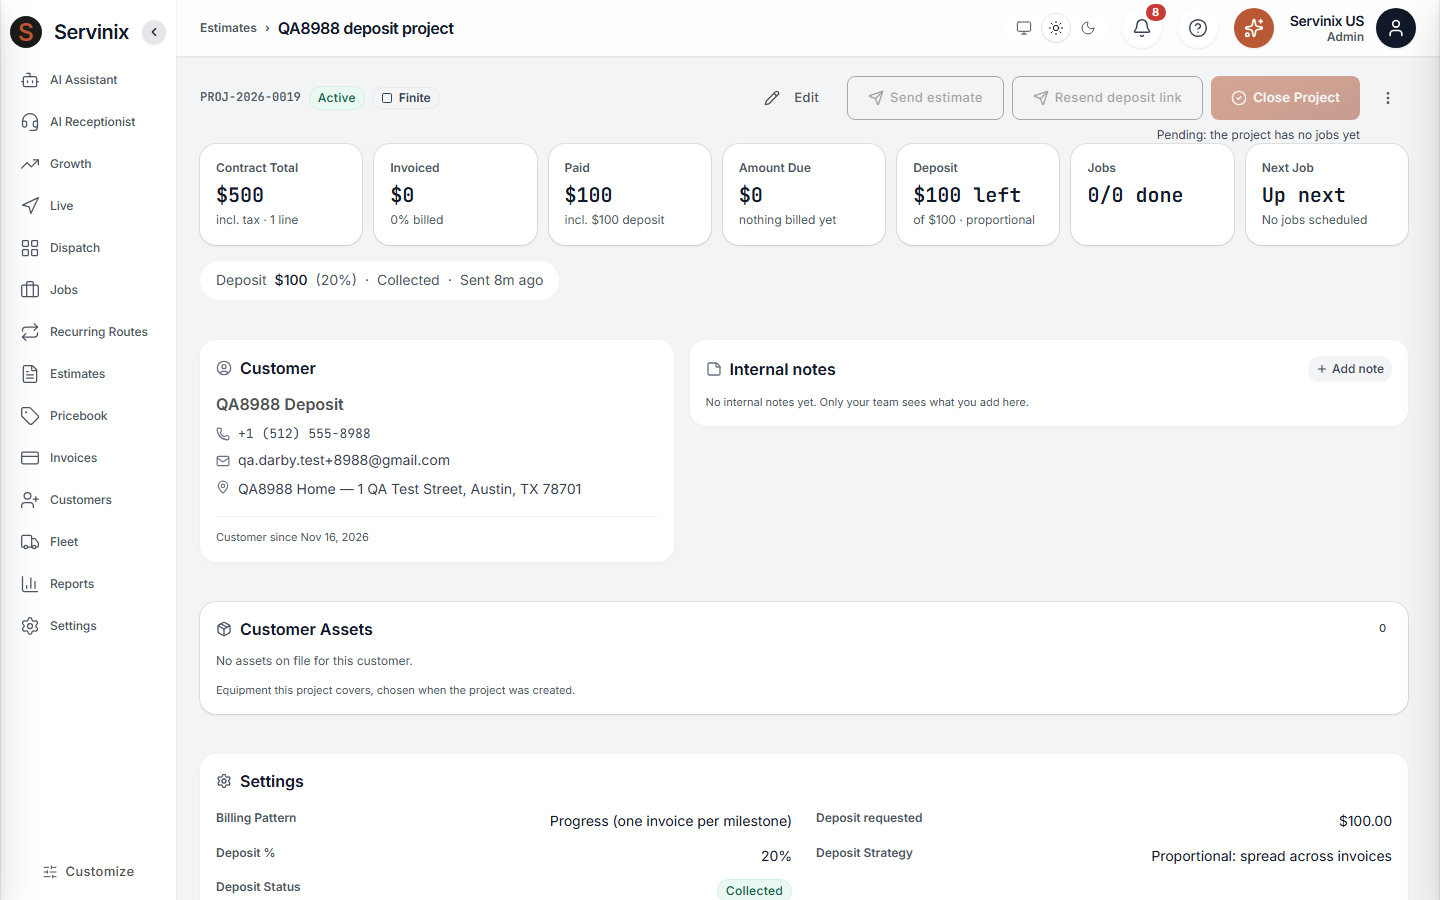 Servinix
AI Assistant
AI Receptionist
Growth
Live
Dispatch
Jobs
Recurring Routes
Estimates
Pricebook
Invoices
Customers
Fleet
Reports
Settings
Customize
Estimates › QA8988 deposit project
8
Servinix US
Admin
PROJ-2026-0019 Active Finite
Edit Send estimate Resend deposit link Close Project
Pending: the project has no jobs yet
Contract Total
$500
incl. tax · 1 line
Invoiced
$0
0% billed
Paid
$100
incl. $100 deposit
Amount Due
$0
nothing billed yet
Deposit
$100 left
of $100 · proportional
Jobs
0/0 done
Next Job
Up next
No jobs scheduled
Deposit $100 (20%) · Collected · Sent 8m ago
Customer
QA8988 Deposit
+1 (512) 555-8988
qa.darby.test+8988@gmail.com
QA8988 Home — 1 QA Test Street, Austin, TX 78701
Customer since Nov 16, 2026
Internal notes
+ Add note
No internal notes yet. Only your team sees what you add here.
Customer Assets
0
No assets on file for this customer.
Equipment this project covers, chosen when the project was created.
Settings
Billing Pattern Progress (one invoice per milestone)
Deposit requested $100.00
Deposit % 20%
Deposit Strategy Proportional: spread across invoices
Deposit Status Collected